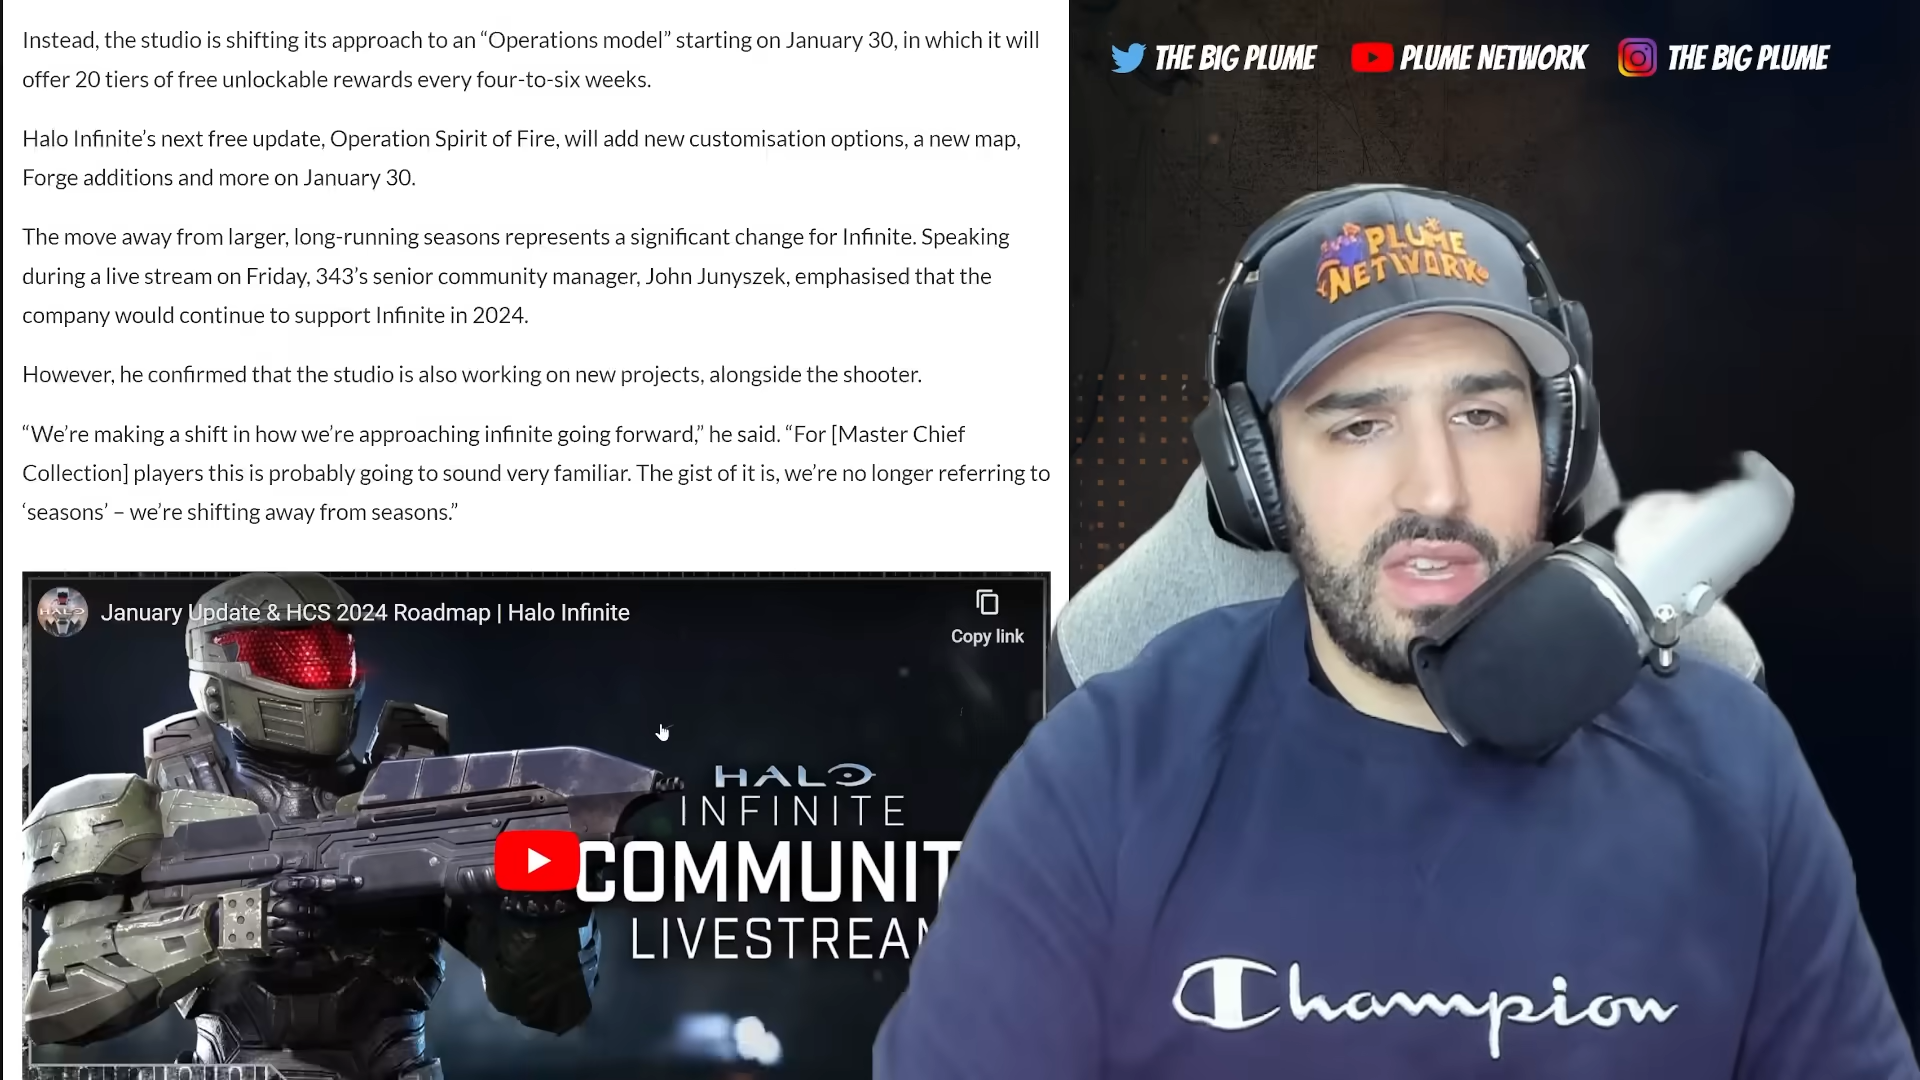 Instead, the studio is shifting its approach to an “Operations model” starting on January 30, in which it will
offer 20 tiers of free unlockable rewards every four-to-six weeks.
Halo Infinite’s next free update, Operation Spirit of Fire, will add new customisation options, a new map,
Forge additions and more on January 30.
The move away from larger, long-running seasons represents a significant change for Infinite. Speaking
during a live stream on Friday, 343’s senior community manager, John Junyszek, emphasised that the
company would continue to support Infinite in 2024.
However, he confirmed that the studio is also working on new projects, alongside the shooter.
“We’re making a shift in how we’re approaching infinite going forward,” he said. “For [Master Chief
Collection] players this is probably going to sound very familiar. The gist of it is, we’re no longer referring to
‘seasons’ – we’re shifting away from seasons.”
HALO
January Update & HCS 2024 Roadmap | Halo Infinite
Copy link
HALO
INFINITE
COMMUNIT
LIVESTREAM
THE BIG PLUME
PLUME NETWORK
THE BIG PLUME
PLUME
NETWORK
Champion